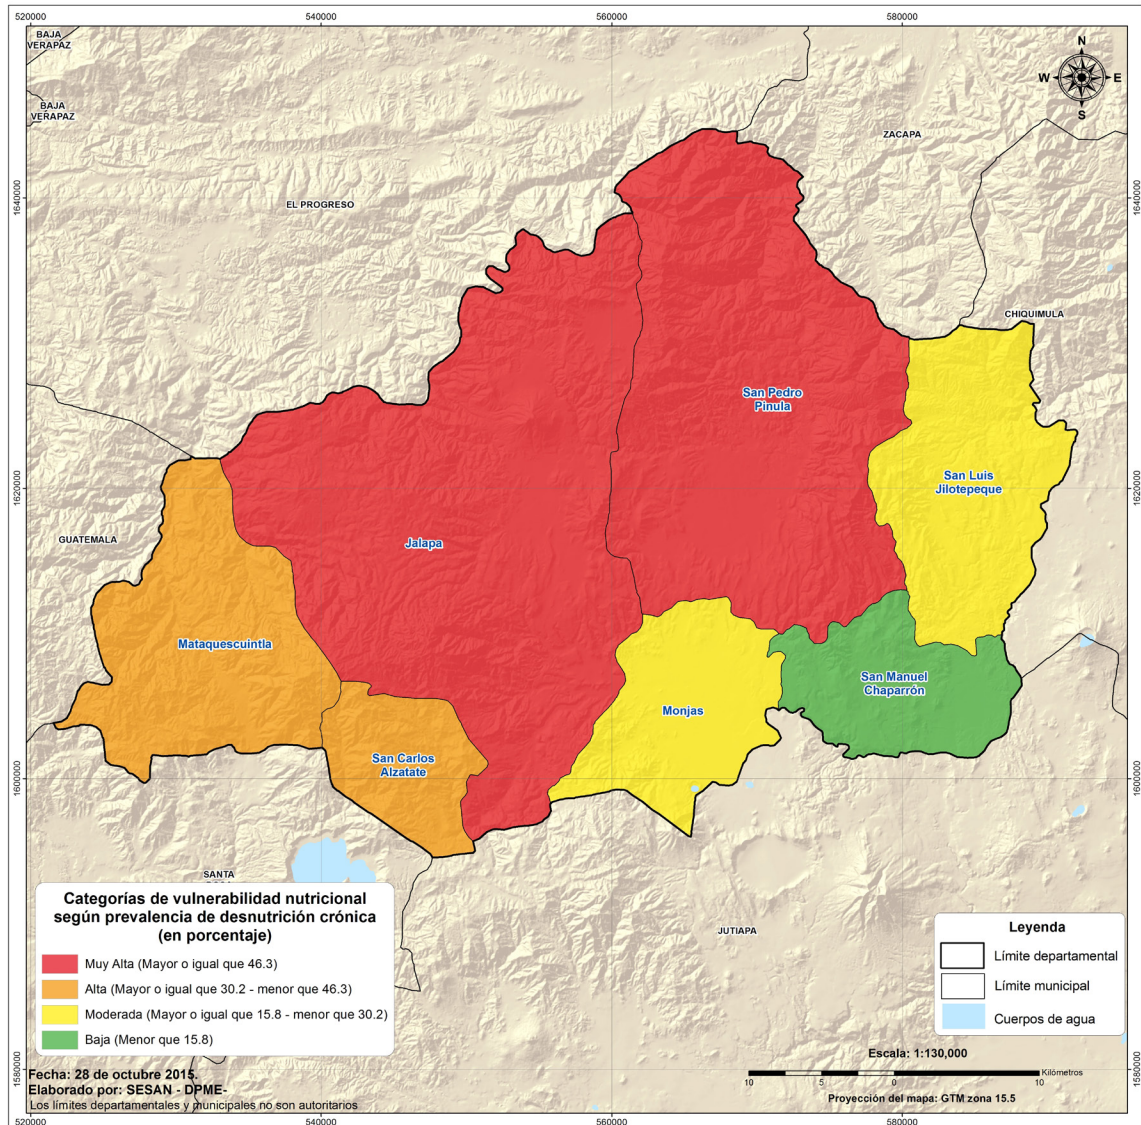 520000
540000
560000
580000
BAJA
VERAPAZ
N
W
E
S
BAJA
VERAPAZ
ZACAPA
1640000
1640000
EL PROGRESO
CHIQUIMULA
San Pedro
Pinula
San Luis
Jilotepeque
1620000
1620000
GUATEMALA
Jalapa
Mataquescuintla
San Manuel
Chaparrón
Monjas
San Carlos
Alzatate
1600000
1600000
SANTA
JUTIAPA
Categorías de vulnerabilidad nutricional
según prevalencia de desnutrición crónica
(en porcentaje)
Muy Alta (Mayor o igual que 46.3)
Alta (Mayor o igual que 30.2 - menor que 46.3)
Moderada (Mayor o igual que 15.8 - menor que 30.2)
Baja (Menor que 15.8)
Leyenda
Límite departamental
Límite municipal
Cuerpos de agua
Fecha: 28 de octubre 2015.
Elaborado por: SESAN - DPME-
Los límites departamentales y municipales no son autoritarios
Escala: 1:130,000
10 5 0 10 Kilómetros
Proyección del mapa: GTM zona 15.5
1580000
1580000
520000
540000
560000
580000